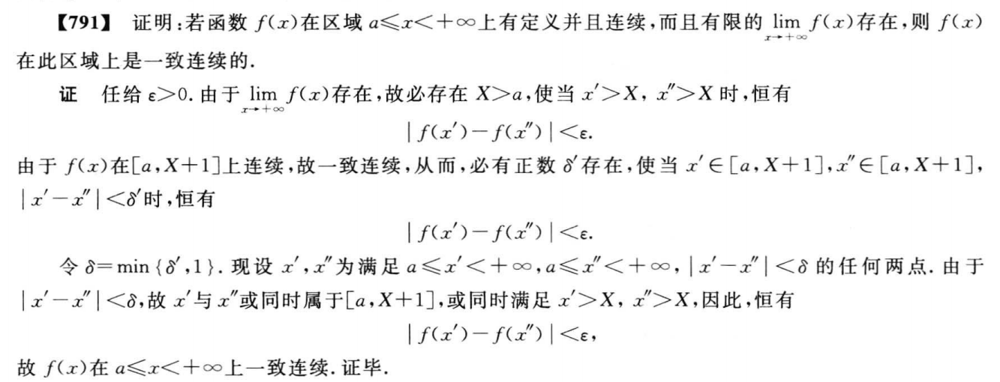 【791】 证明:若函数 f(x)在区域 a≤x<+∞上有定义并且连续,而且有限的 lim f(x)存在,则 f(x)
x→+∞
在此区域上是一致连续的.
证 任给 ε>0.由于 lim f(x)存在,故必存在 X>a,使当 x′>X, x″>X 时,恒有
x→+∞
|f(x′)-f(x″)|<ε.
由于 f(x)在[a,X+1]上连续,故一致连续,从而,必有正数 δ′存在,使当 x′∈[a,X+1],x″∈[a,X+1],
|x′-x″|<δ′时,恒有
|f(x′)-f(x″)|<ε.
令 δ=min{δ′,1}.现设 x′,x″为满足 a≤x′<+∞,a≤x″<+∞,|x′-x″|<δ 的任何两点.由于
|x′-x″|<δ,故 x′与 x″或同时属于[a,X+1],或同时满足 x′>X, x″>X,因此,恒有
|f(x′)-f(x″)|<ε,
故 f(x)在 a≤x<+∞上一致连续.证毕.